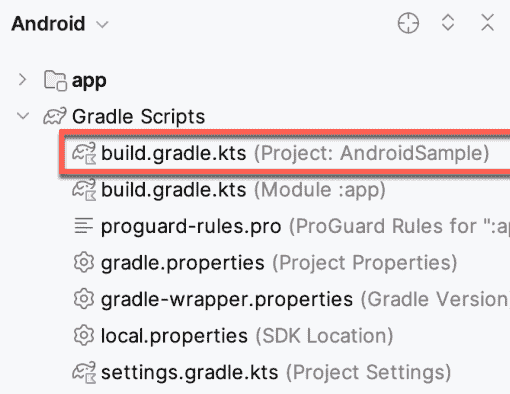 Android
app
Gradle Scripts
build.gradle.kts (Project: AndroidSample)
build.gradle.kts (Module :app)
proguard-rules.pro (ProGuard Rules for ":ap
gradle.properties (Project Properties)
gradle-wrapper.properties (Gradle Version
local.properties (SDK Location)
settings.gradle.kts (Project Settings)